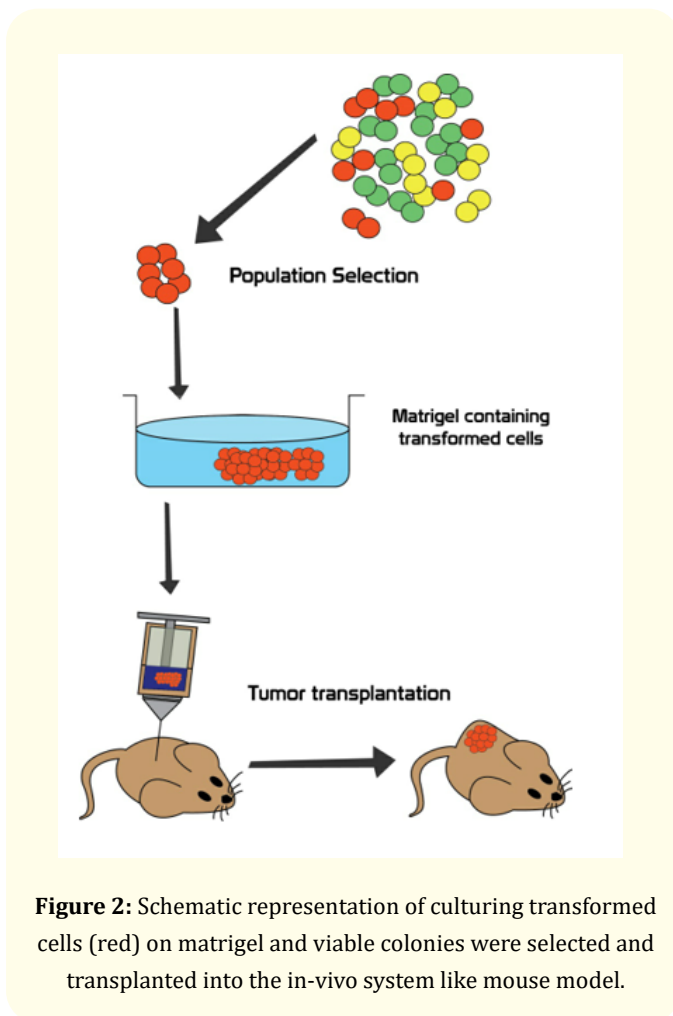 Population Selection
Matrigel containing
transformed cells
Tumor transplantation
Figure 2: Schematic representation of culturing transformed
cells (red) on matrigel and viable colonies were selected and
transplanted into the in-vivo system like mouse model.